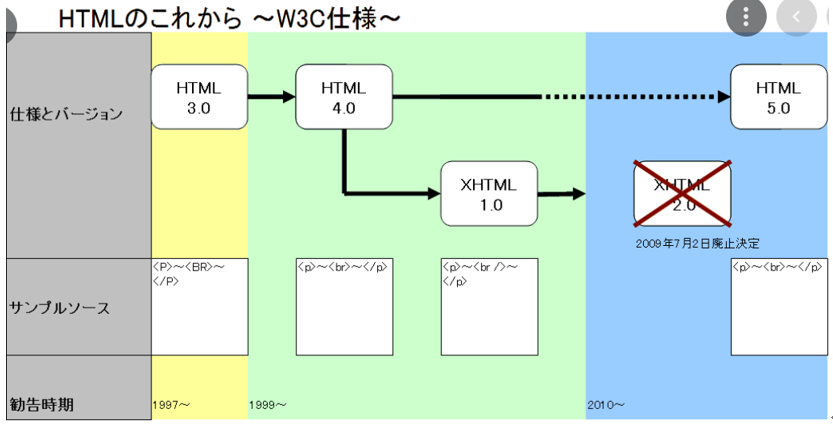 HTMLのこれから ～W3C仕様～
仕様とバージョン
HTML
3.0
HTML
4.0
HTML
5.0
XHTML
1.0
XHTML
2.0
2009年7月2日廃止決定
サンプルソース
<P>～<BR>～
</P>
<p>～<br>～</p>
<p>～<br />～
</p>
<p>～<br>～</p>
勧告時期
1997～
1999～
2010～